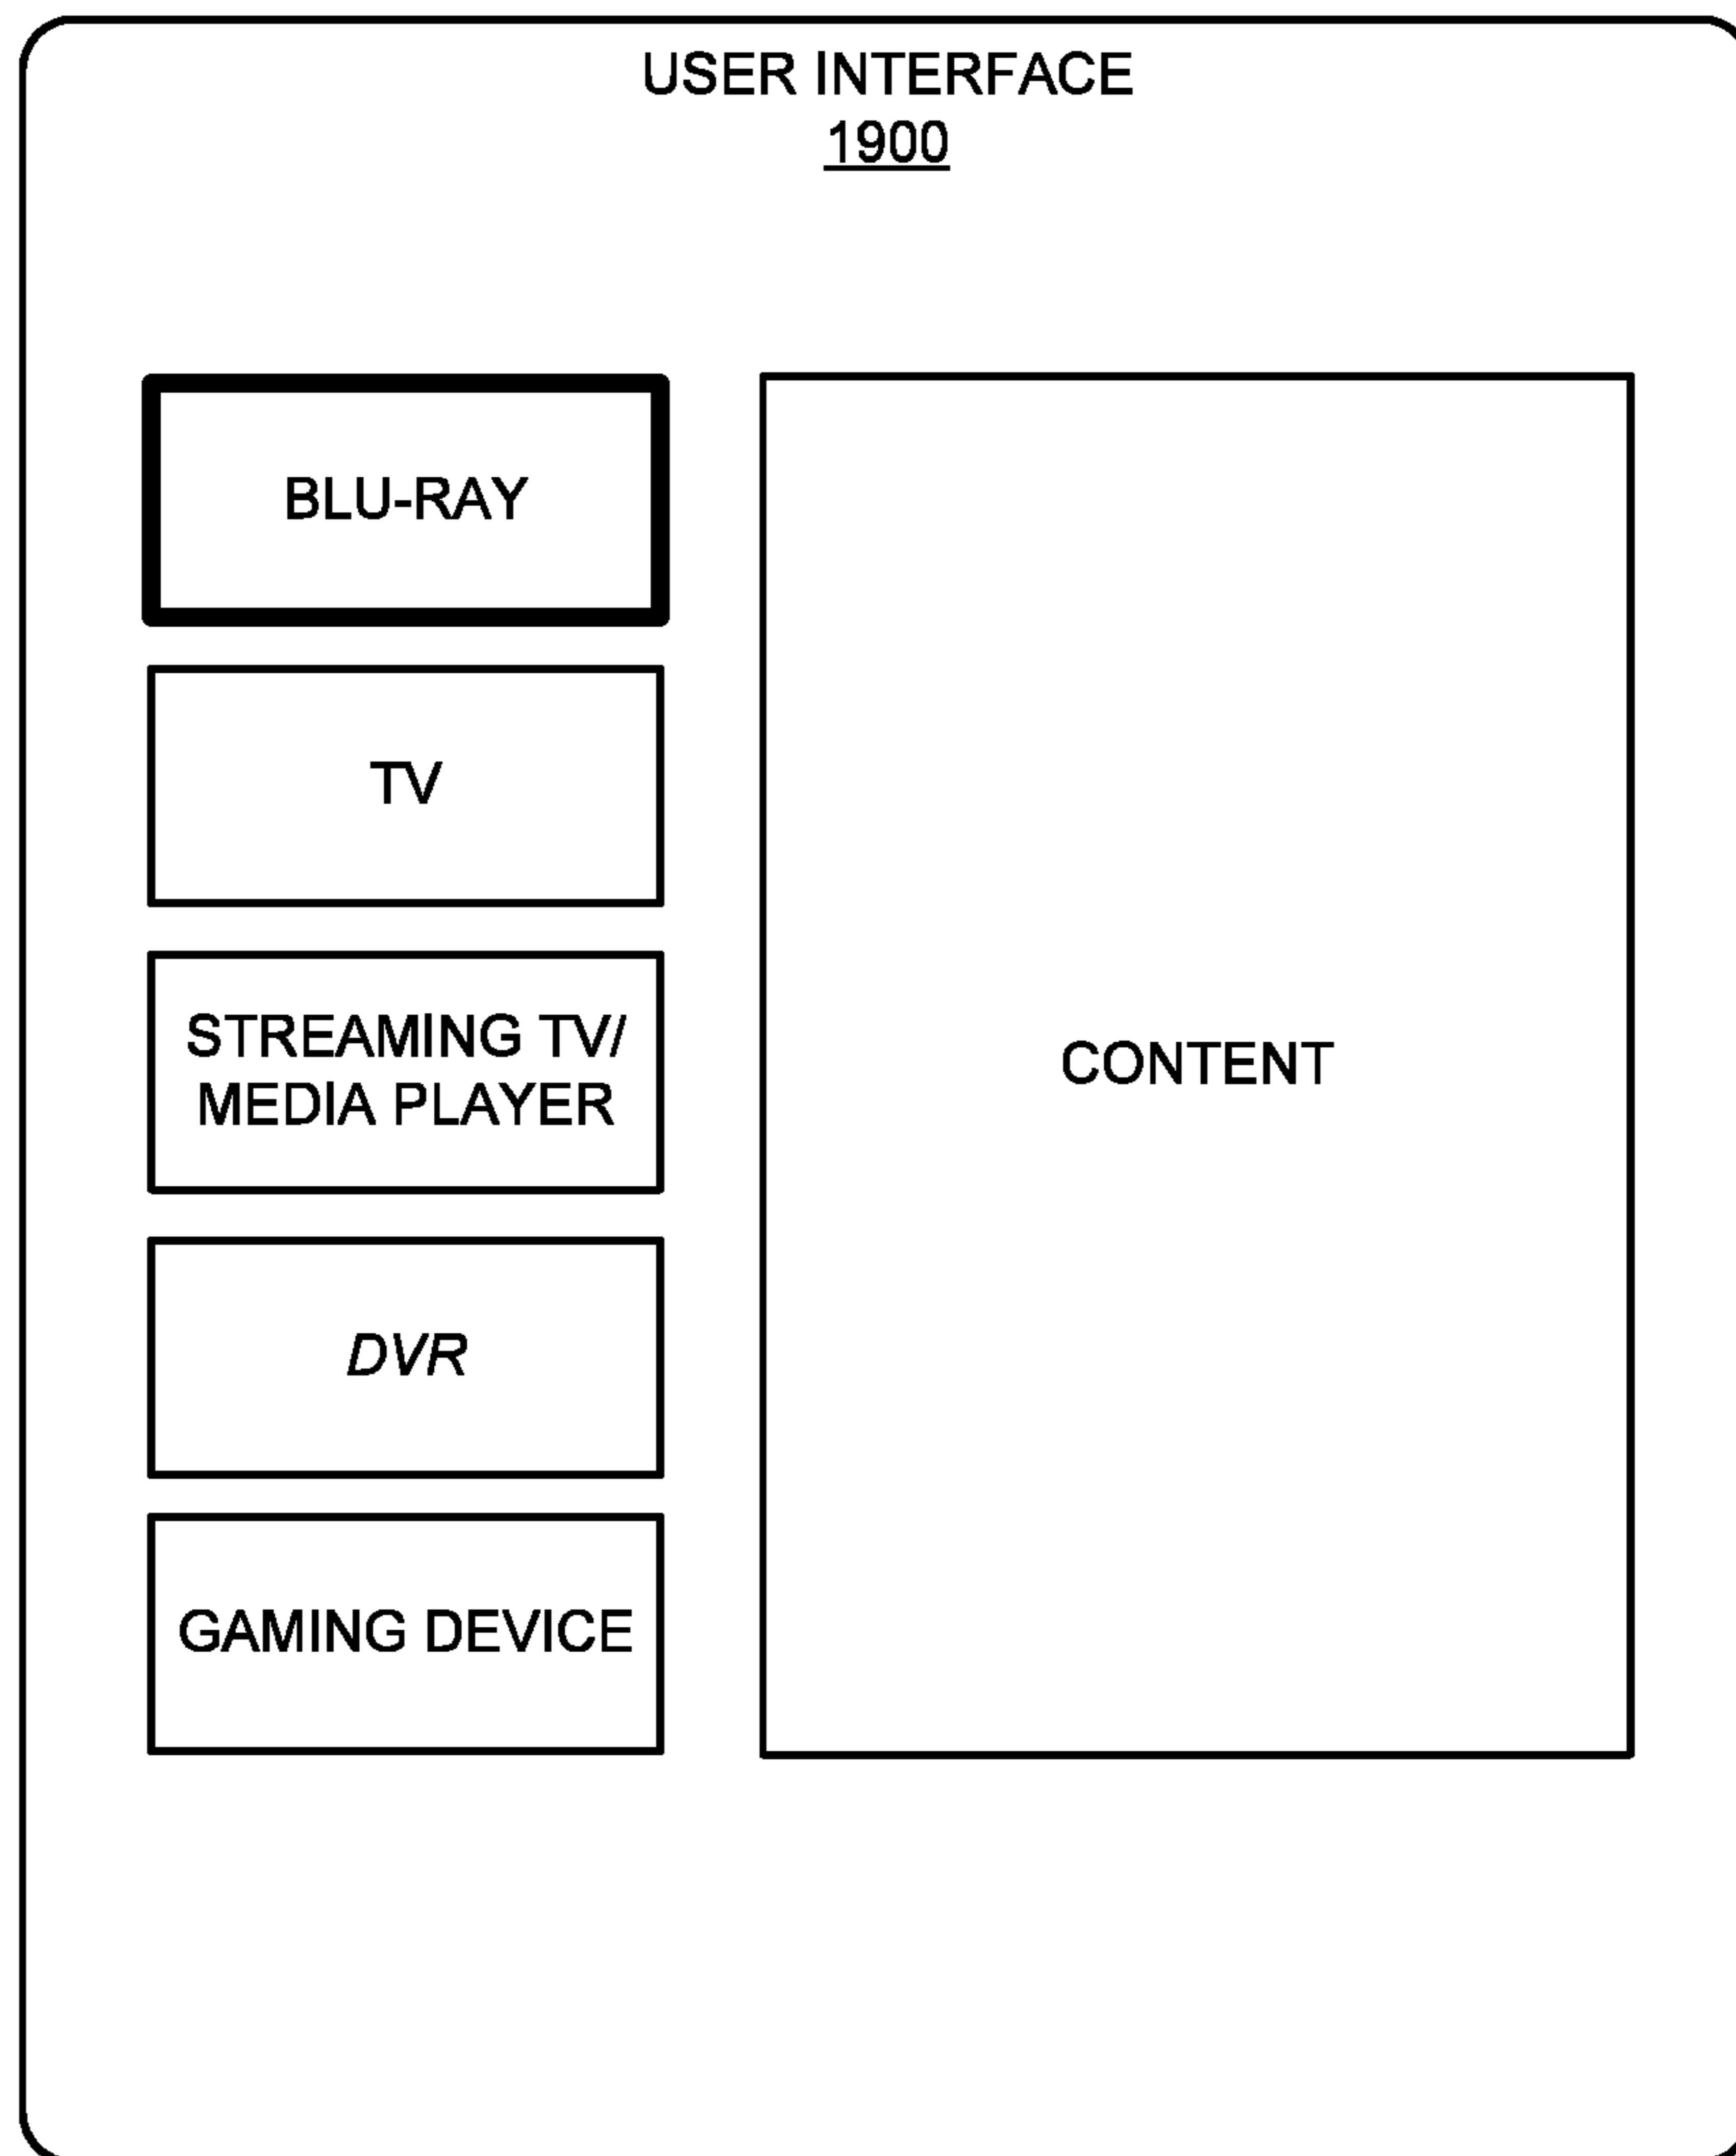 USER INTERFACE
1900
BLU-RAY
TV
STREAMING TV/
MEDIA PLAYER
DVR
GAMING DEVICE
CONTENT